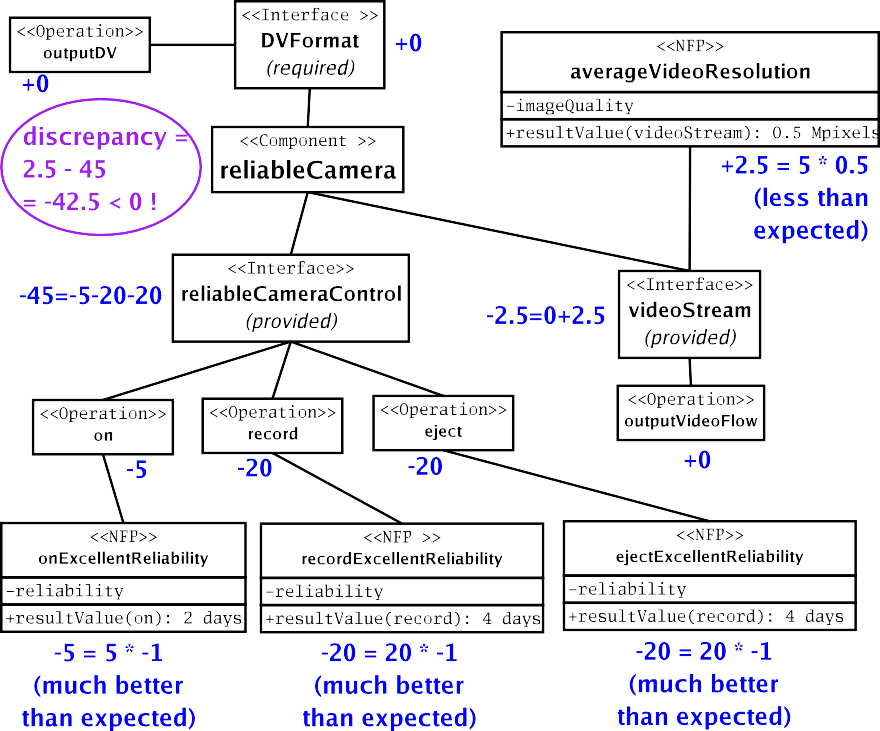 <<Operation>>
outputDV
+0
<<Interface >>
DVFormat
(required)
+0
<<NFP>>
averageVideoResolution
-imageQuality
+resultValue(videoStream): 0.5 Mpixels
+2.5 = 5 * 0.5
(less than
expected)
discrepancy =
2.5 - 45
= -42.5 < 0 !
<<Component >>
reliableCamera
-45=-5-20-20
<<Interface>>
reliableCameraControl
(provided)
-2.5=0+2.5
<<Interface>>
videoStream
(provided)
<<Operation>>
on
-5
<<Operation>>
record
-20
<<Operation>>
eject
-20
<<Operation>>
outputVideoFlow
+0
<<NFP>>
onExcellentReliability
-reliability
+resultValue(on): 2 days
-5 = 5 * -1
(much better
than expected)
<<NFP >>
recordExcellentReliability
-reliability
+resultValue(record): 4 days
-20 = 20 * -1
(much better
than expected)
<<NFP>>
ejectExcellentReliability
-reliability
+resultValue(record): 4 days
-20 = 20 * -1
(much better
than expected)